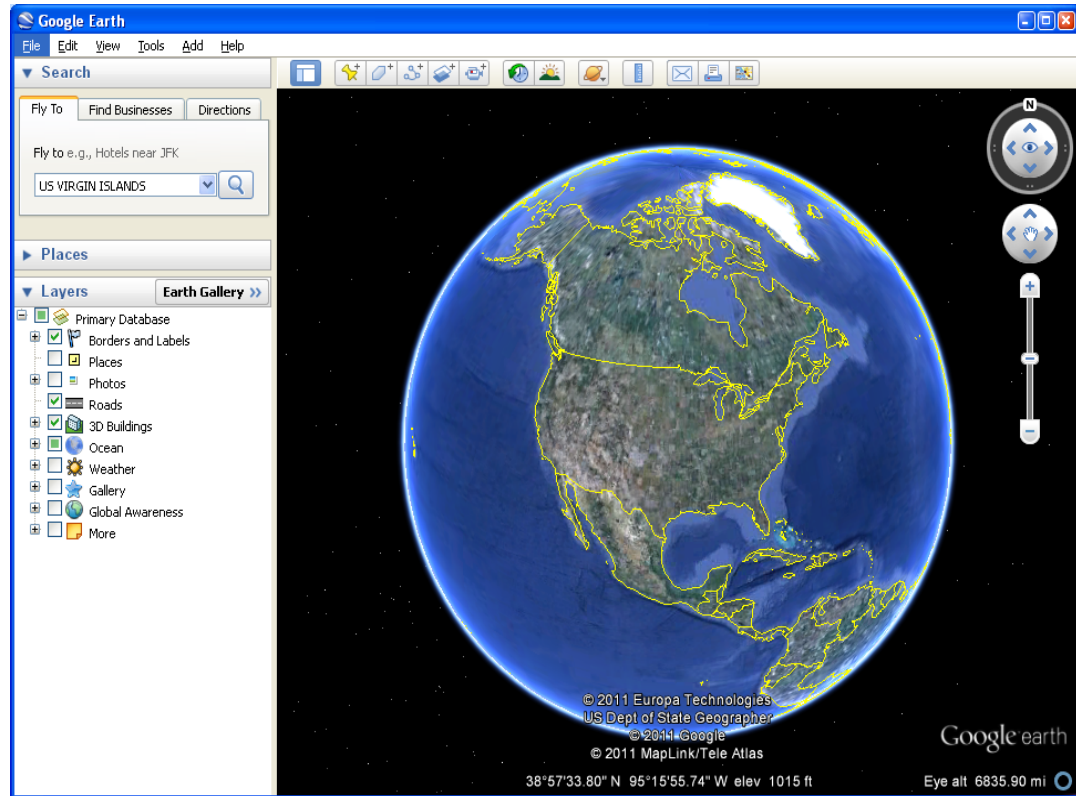 Google Earth
File Edit View Tools Add Help
Search
Fly To Find Businesses Directions
Fly to e.g., Hotels near JFK
US VIRGIN ISLANDS
Places
Layers Earth Gallery >>
Primary Database
Borders and Labels
Places
Photos
Roads
3D Buildings
Ocean
Weather
Gallery
Global Awareness
More
N
© 2011 Europa Technologies
US Dept of State Geographer
© 2011 Google
© 2011 MapLink/Tele Atlas
Google earth
38°57'33.80" N 95°15'55.74" W elev 1015 ft
Eye alt 6835.90 mi